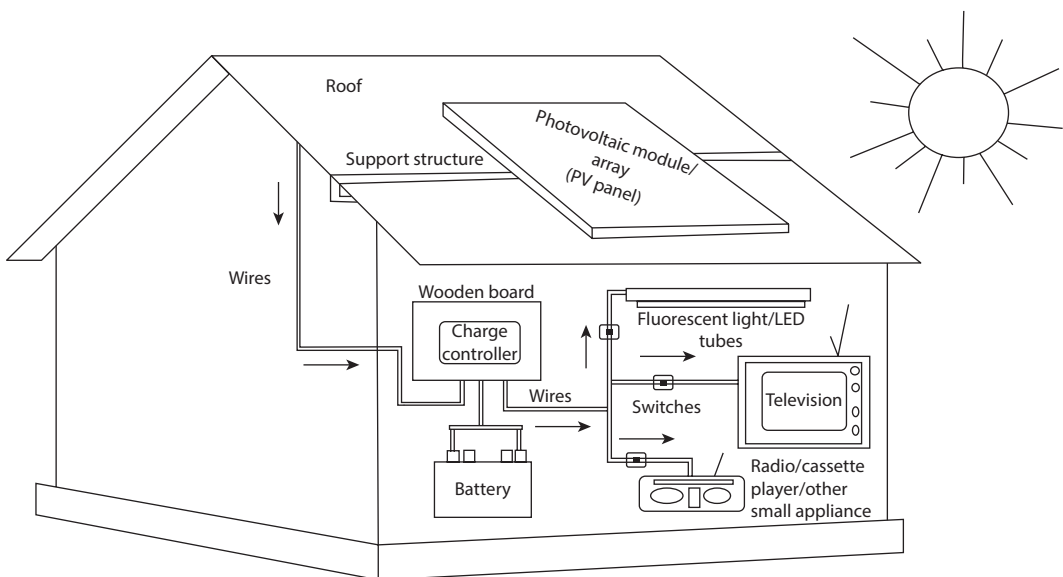 Roof
Photovoltaic module/
array
(PV panel)
Support structure
Wires
Wooden board
Charge
controller
Fluorescent light/LED
tubes
Wires
Switches
Television
Battery
Radio/cassette
player/other
small appliance